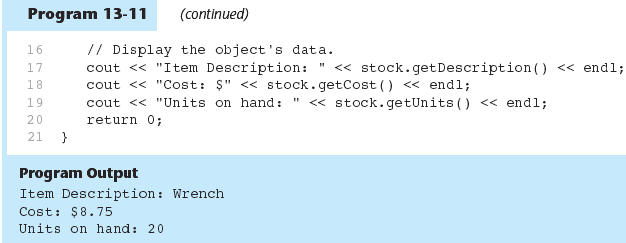 Program 13-11 (continued)
16 // Display the object's data.
17 cout << "Item Description: " << stock.getDescription() << endl;
18 cout << "Cost: $" << stock.getCost() << endl;
19 cout << "Units on hand: " << stock.getUnits() << endl;
20 return 0;
21 }
Program Output
Item Description: Wrench
Cost: $8.75
Units on hand: 20